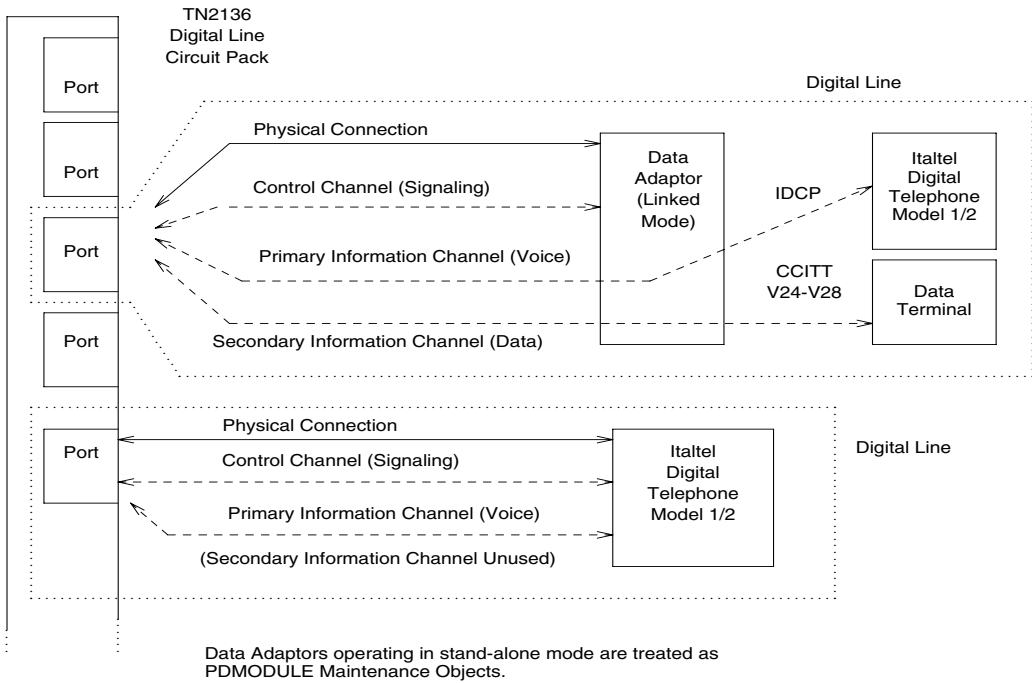 TN2136
Digital Line
Circuit Pack
Port
Port
Port
Port
Digital Line
Physical Connection
Control Channel (Signaling)
Primary Information Channel (Voice)
Secondary Information Channel (Data)
Data
Adaptor
(Linked
Mode)
IDCP
CCITT
V24-V28
Italtel
Digital
Telephone
Model 1/2
Data
Terminal
Port
Physical Connection
Control Channel (Signaling)
Primary Information Channel (Voice)
(Secondary Information Channel Unused)
Italtel
Digital
Telephone
Model 1/2
Digital Line
Data Adaptors operating in stand-alone mode are treated as
PDMODULE Maintenance Objects.